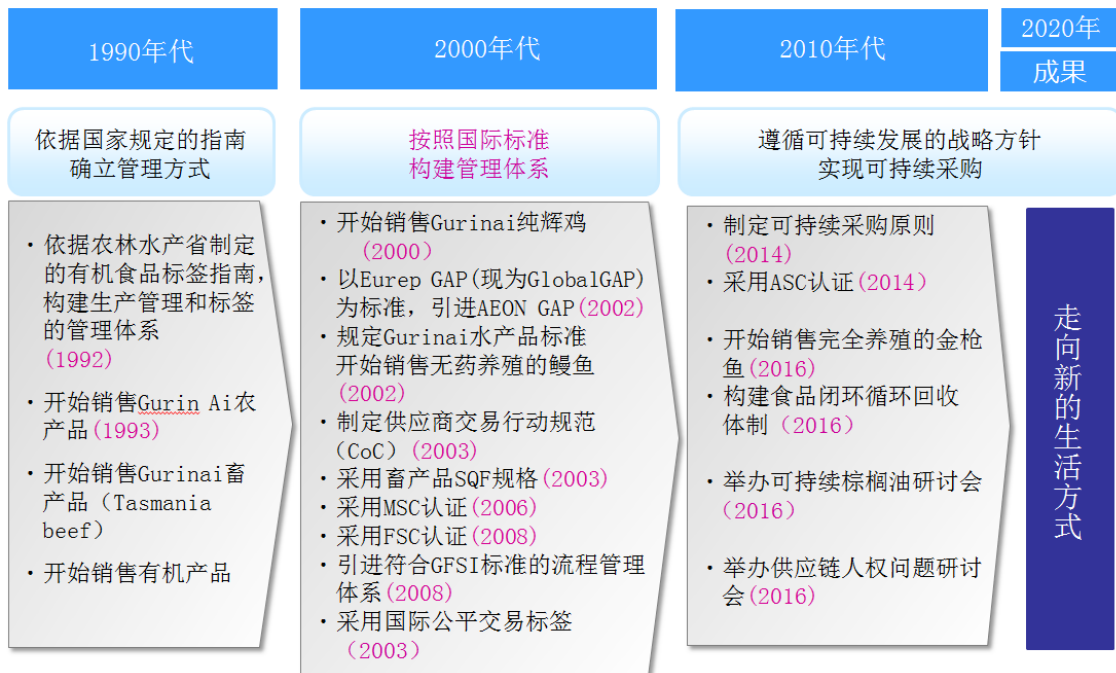 1990年代
2000年代
2010年代
2020年
成果
依据国家规定的指南
确立管理方式
按照国际标准
构建管理体系
遵循可持续发展的战略方针
实现可持续采购
·依据农林水产省制定
的有机食品标签指南，
构建生产管理和标签
的管理体系
(1992)
·开始销售Gurin Ai农
产品(1993)
·开始销售Gurinai畜
产品（Tasmania
beef）
·开始销售有机产品
·开始销售Gurinai纯辉鸡
(2000）
·以Eurep GAP(现为GlobalGAP)
为标准，引进AEON GAP(2002)
·规定Gurinai水产品标准
开始销售无药养殖的鳗鱼
(2002)
·制定供应商交易行动规范
（CoC）(2003)
·采用畜产品SQF规格(2003)
·采用MSC认证(2006)
·采用FSC认证(2008)
·引进符合GFSI标准的流程管理
体系(2008)
·采用国际公平交易标签
（2003）
·制定可持续采购原则
(2014)
·采用ASC认证(2014)
·开始销售完全养殖的金枪
鱼(2016)
·构建食品闭环循环回收
体制（2016）
·举办可持续棕榈油研讨会
（2016）
·举办供应链人权问题研讨
会(2016)
走向新的生活方式